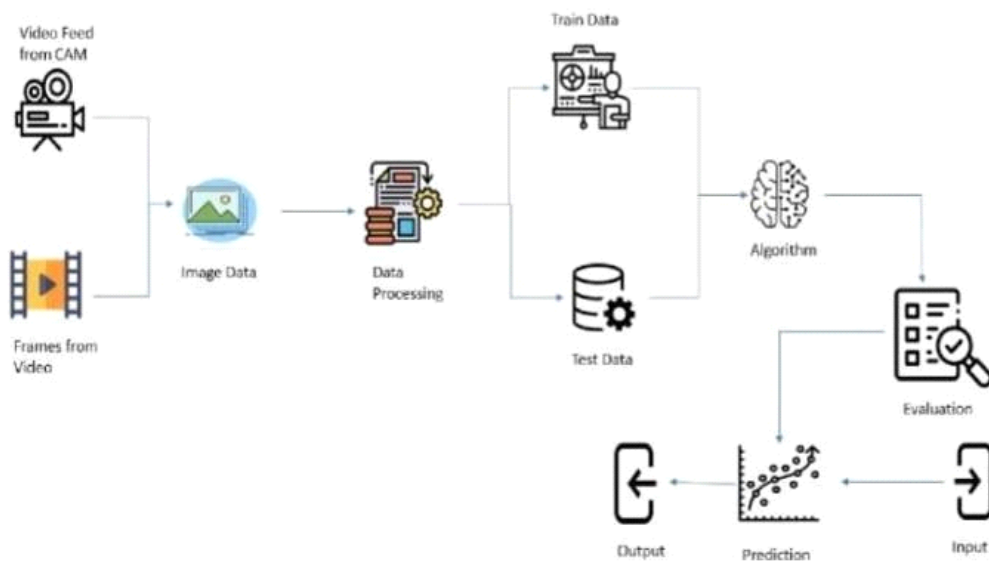 Video Feed
from CAM
Train Data
Image Data
Data
Processing
Algorithm
Frames from
Video
Test Data
Evaluation
Output
Prediction
Input